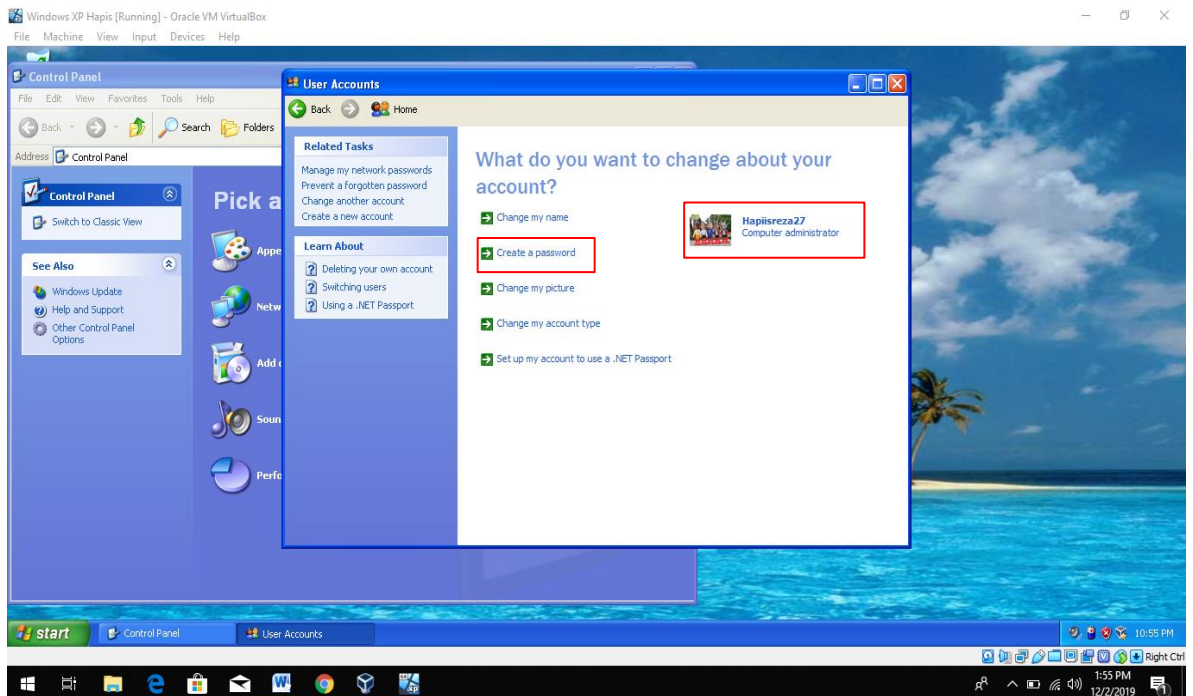 Windows XP Hapis [Running] - Oracle VM VirtualBox
File Machine View Input Devices Help
Control Panel
File Edit View Favorites Tools Help
Back Search Folders
Address Control Panel
Control Panel
Switch to Classic View
See Also
Windows Update
Help and Support
Other Control Panel
Options
Pick a
Appe
Netw
Add
Soun
Perfo
User Accounts
Back Home
Related Tasks
Manage my network passwords
Prevent a forgotten password
Change another account
Create a new account
Learn About
Deleting your own account
Switching users
Using a .NET Passport
What do you want to change about your
account?
Change my name
Create a password
Change my picture
Change my account type
Set up my account to use a .NET Passport
Hapiisreza27
Computer administrator
start Control Panel User Accounts 10:55 PM
Right Ctrl
1:55 PM
12/2/2019